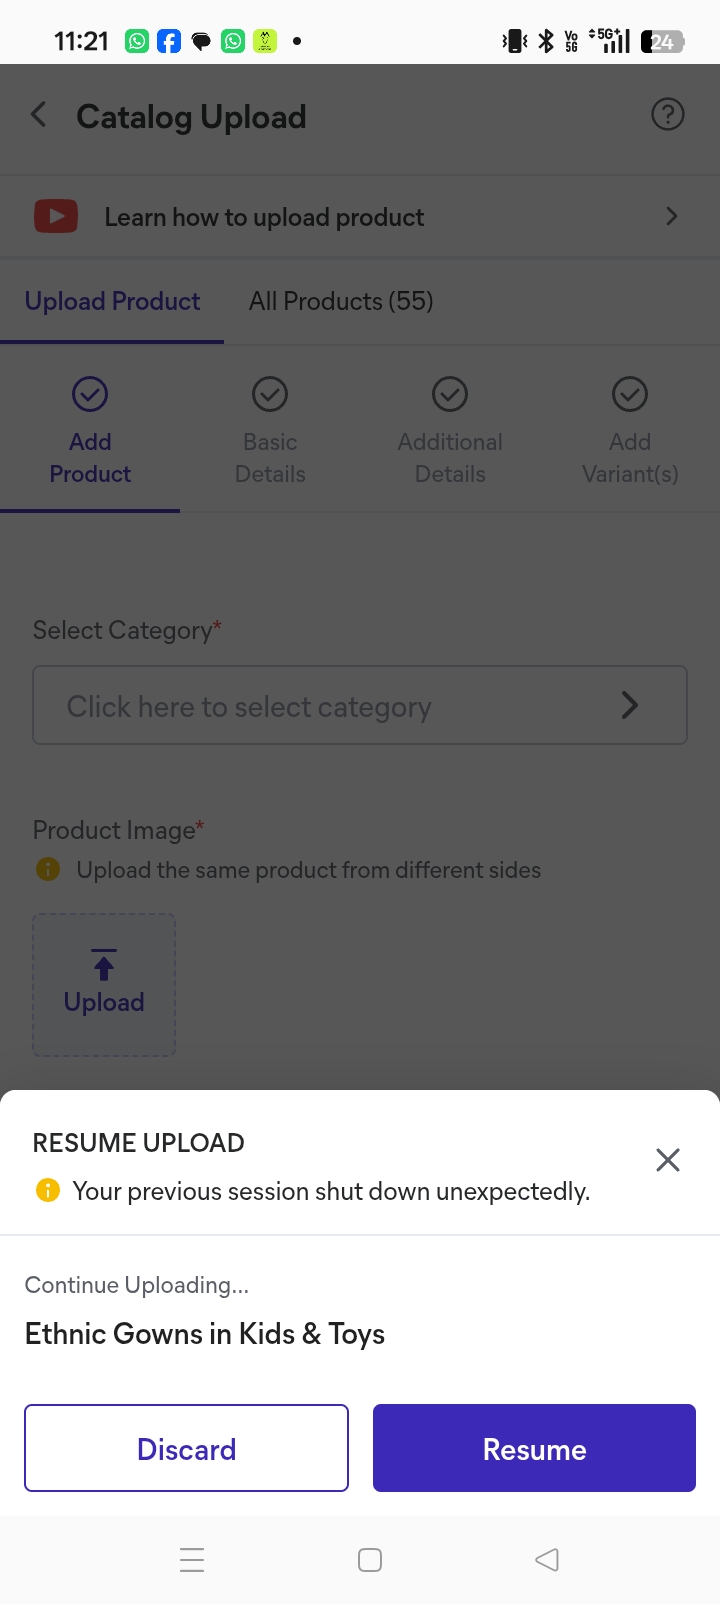 11:21
Vo
5G
5G+
24
Catalog Upload
Learn how to upload product
Upload Product
All Products (55)
Add
Product
Basic
Details
Additional
Details
Add
Variant(s)
Select Category*
Click here to select category
Product Image*
Upload the same product from different sides
Upload
RESUME UPLOAD
Your previous session shut down unexpectedly.
Continue Uploading...
Ethnic Gowns in Kids & Toys
Discard
Resume